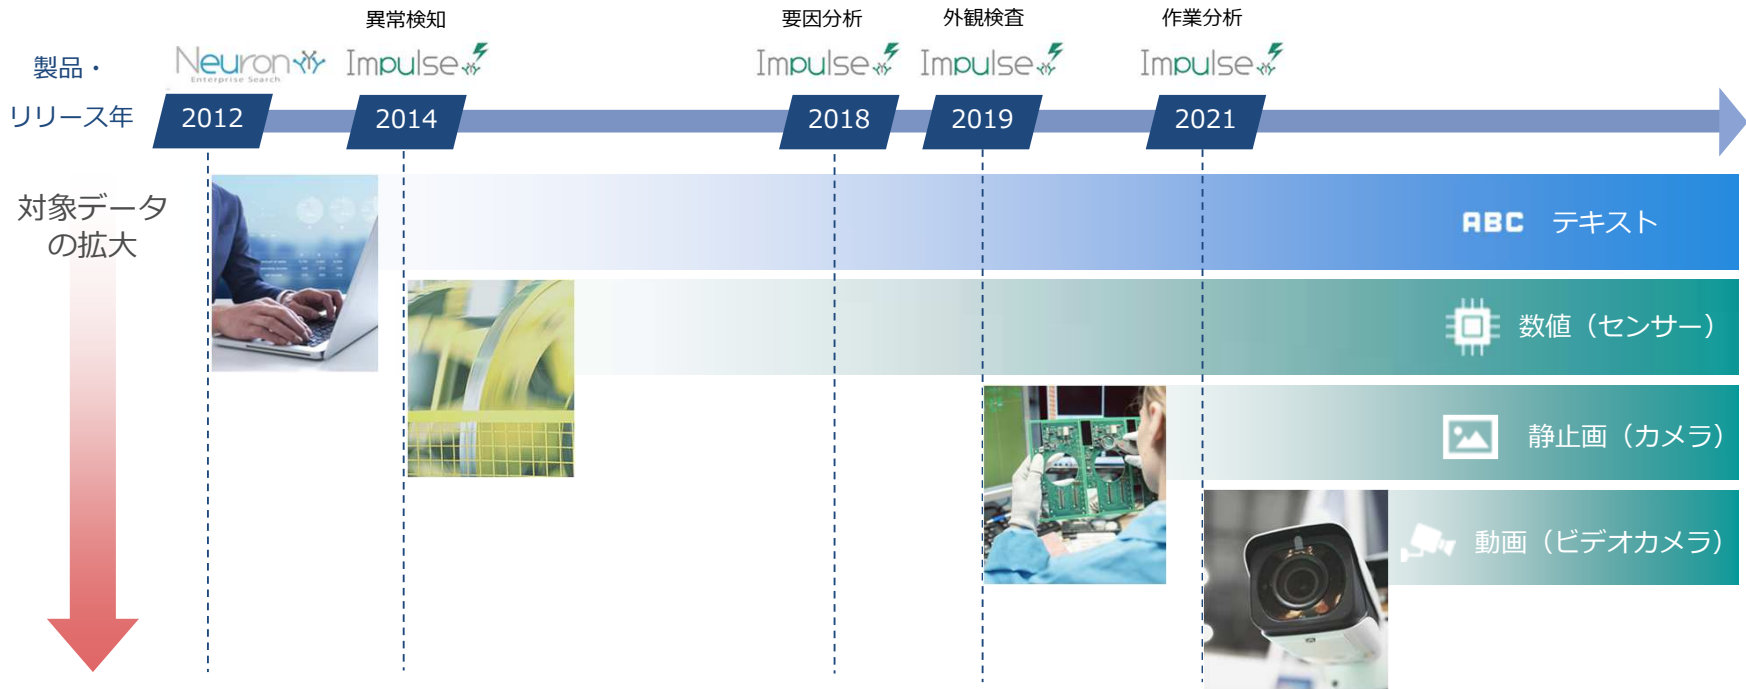 異常検知
要因分析
外観検査
作業分析
製品・
リリース年
Neuron
Enterprise Search
Impulse
Impulse
Impulse
Impulse
2012
2014
2018
2019
2021
対象データ
の拡大
ABC テキスト
数値（センサー）
静止画（カメラ）
動画（ビデオカメラ）